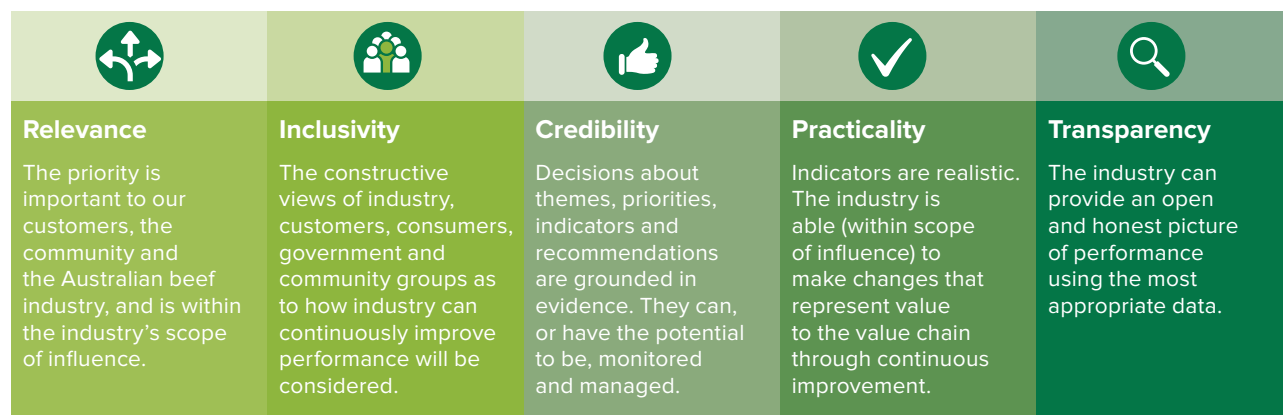 Relevance
The priority is
important to our
customers, the
community and
the Australian beef
industry, and is within
the industry’s scope
of influence.
Inclusivity
The constructive
views of industry,
customers, consumers,
government and
community groups as
to how industry can
continuously improve
performance will be
considered.
Credibility
Decisions about
themes, priorities,
indicators and
recommendations
are grounded in
evidence. They can,
or have the potential
to be, monitored
and managed.
Practicality
Indicators are realistic.
The industry is
able (within scope
of influence) to
make changes that
represent value
to the value chain
through continuous
improvement.
Transparency
The industry can
provide an open
and honest picture
of performance
using the most
appropriate data.